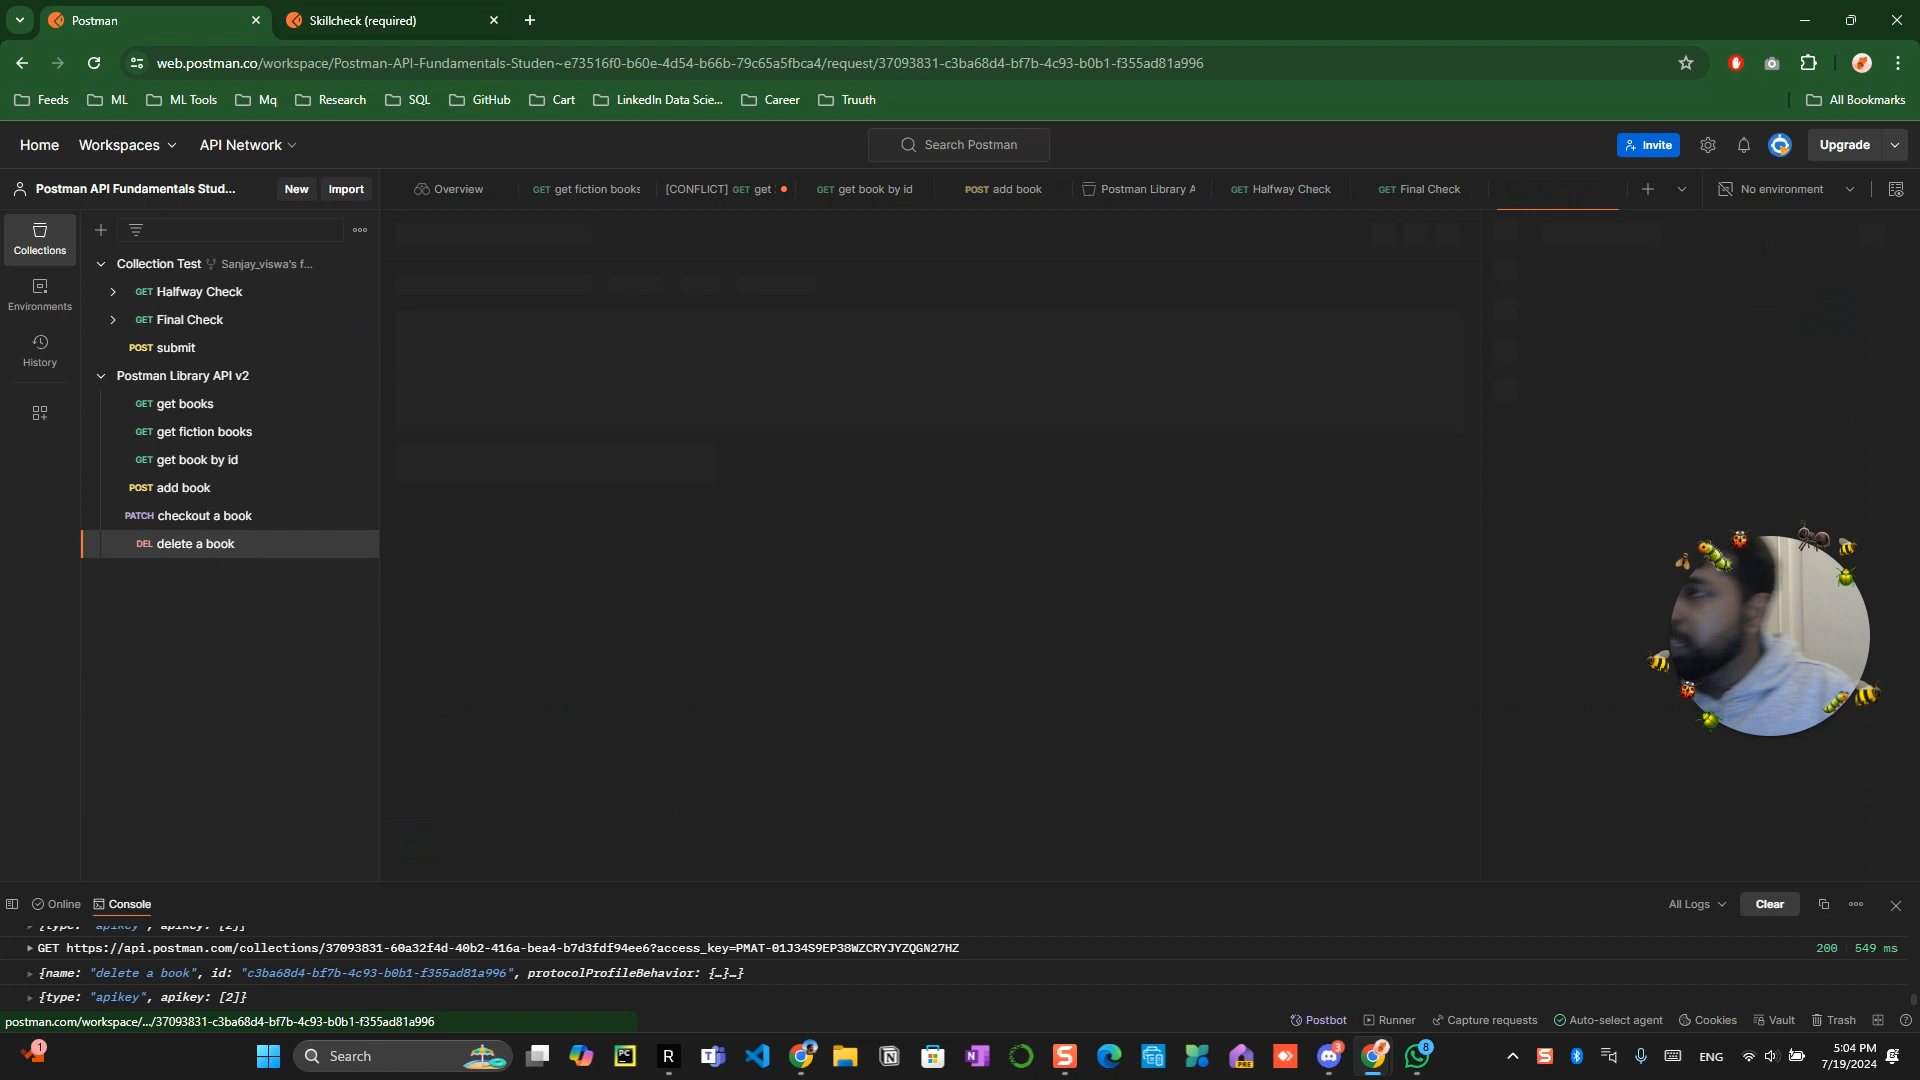 Postman
Skillcheck (required)
web.postman.co/workspace/Postman-API-Fundamentals-Studen~e73516f0-b60e-4d54-b66b-79c65a5fbca4/request/37093831-c3ba68d4-bf7b-4c93-b0b1-f355ad81a996
Feeds
ML
ML Tools
Mq
Research
SQL
GitHub
Cart
LinkedIn Data Scie...
Career
Truuth
All Bookmarks
Home
Workspaces
API Network
Search Postman
Invite
Upgrade
Postman API Fundamentals Stud...
New
Import
Overview
GET get fiction books
[CONFLICT] GET get
GET get book by id
POST add book
Postman Library A
GET Halfway Check
GET Final Check
No environment
Collections
Environments
History
Collection Test
Sanjay_viswa's f...
GET Halfway Check
GET Final Check
POST submit
Postman Library API v2
GET get books
GET get fiction books
GET get book by id
POST add book
PATCH checkout a book
DEL delete a book
Online
Console
All Logs
Clear
{type: "apikey", apikey: [2]}
GET https://api.postman.com/collections/37093831-60a32f4d-40b2-416a-bea4-b7d3fdf94ee6?access_key=PMAT-01J34S9EP38WZCRYJYZQGN27HZ
200
549 ms
{name: "delete a book", id: "c3ba68d4-bf7b-4c93-b0b1-f355ad81a996", protocolProfileBehavior: {…}…}
{type: "apikey", apikey: [2]}
postman.com/workspace/.../37093831-c3ba68d4-bf7b-4c93-b0b1-f355ad81a996
Postbot
Runner
Capture requests
Auto-select agent
Cookies
Vault
Trash
1
Search
PC
R
PRE
3
8
ENG
5:04 PM
7/19/2024